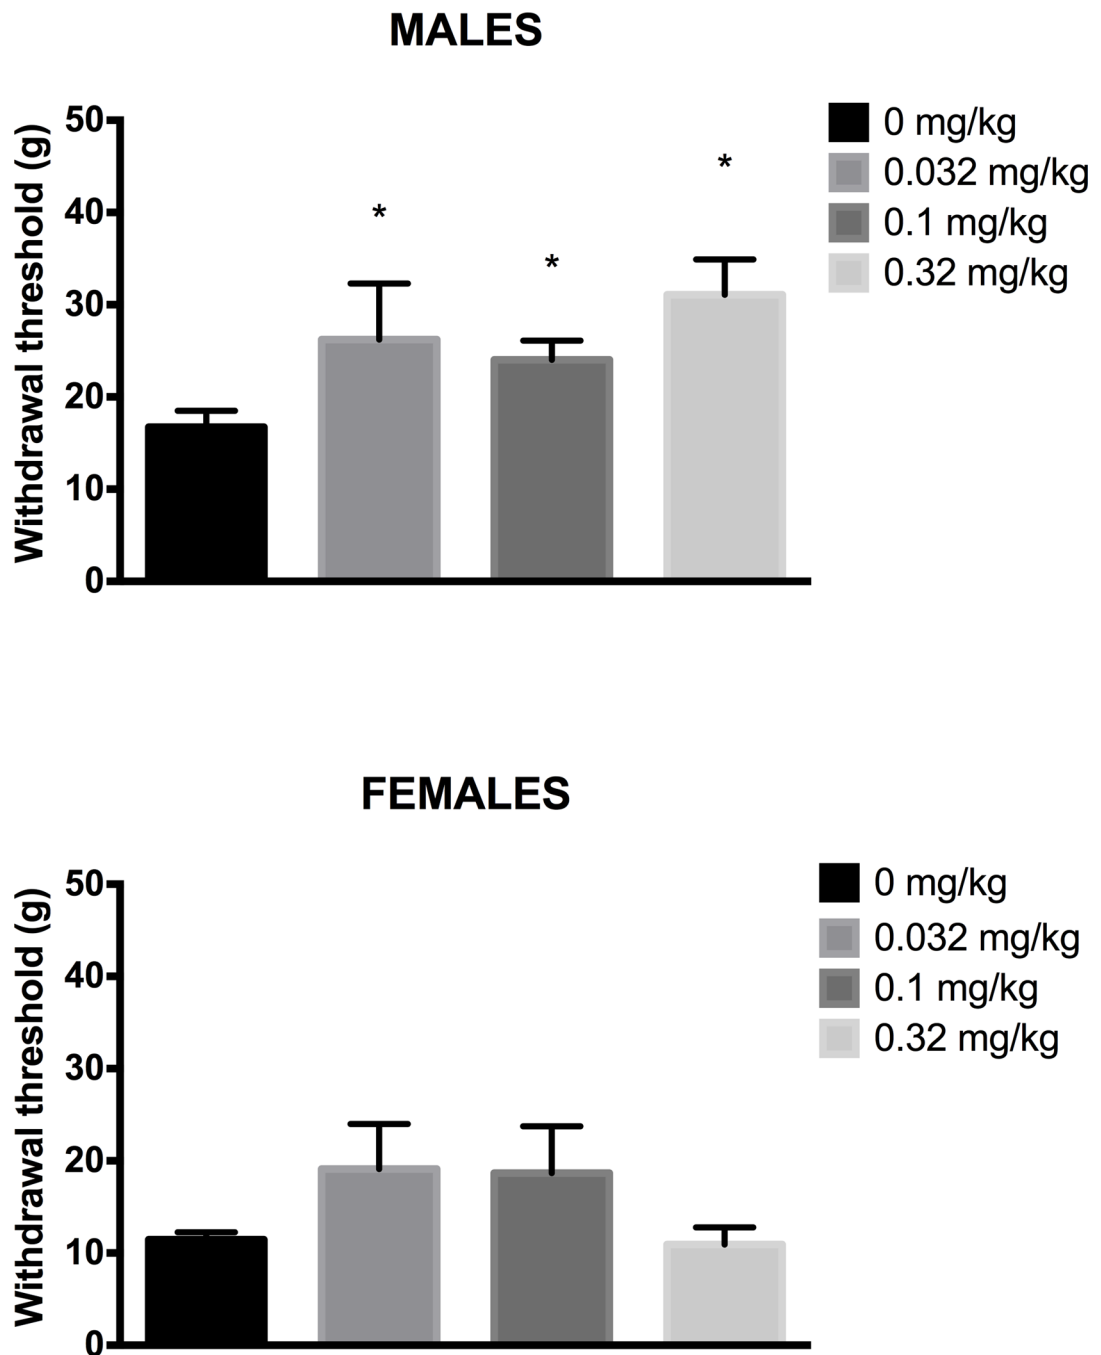 MALES
Withdrawal threshold (g)
50
40
30
20
10
0
*
*
*
0 mg/kg
0.032 mg/kg
0.1 mg/kg
0.32 mg/kg
FEMALES
Withdrawal threshold (g)
50
40
30
20
10
0
0 mg/kg
0.032 mg/kg
0.1 mg/kg
0.32 mg/kg